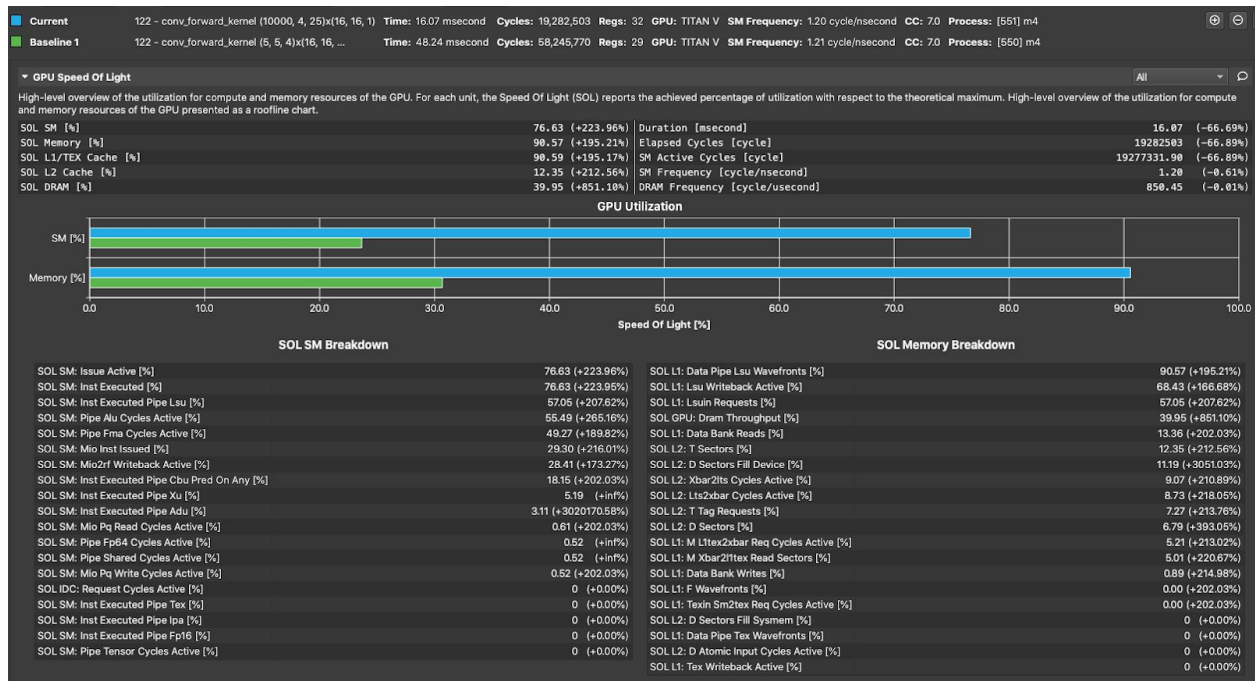 Current 122 - conv_forward_kernel (10000, 4, 25)x(16, 16, 1) Time: 16.07 msecond Cycles: 19,282,503 Regs: 32 GPU: TITAN V SM Frequency: 1.20 cycle/nsecond CC: 7.0 Process: [551] m4
Baseline 1 122 - conv_forward_kernel (5, 5, 4)x(16, 16, ... Time: 48.24 msecond Cycles: 58,245,770 Regs: 29 GPU: TITAN V SM Frequency: 1.21 cycle/nsecond CC: 7.0 Process: [550] m4
GPU Speed Of Light All
High-level overview of the utilization for compute and memory resources of the GPU. For each unit, the Speed Of Light (SOL) reports the achieved percentage of utilization with respect to the theoretical maximum. High-level overview of the utilization for compute
and memory resources of the GPU presented as a roofline chart.
SOL SM [%] 76.63 (+223.96%) Duration [msecond] 16.07 (-66.69%)
SOL Memory [%] 90.57 (+195.21%) Elapsed Cycles [cycle] 19282503 (-66.89%)
SOL L1/TEX Cache [%] 90.59 (+195.17%) SM Active Cycles [cycle] 19277331.90 (-66.89%)
SOL L2 Cache [%] 12.35 (+212.56%) SM Frequency [cycle/nsecond] 1.20 (-0.61%)
SOL DRAM [%] 39.95 (+851.10%) DRAM Frequency [cycle/usecond] 850.45 (-0.01%)
GPU Utilization
SM [%]
Memory [%]
0.0 10.0 20.0 30.0 40.0 50.0 60.0 70.0 80.0 90.0 100.0
Speed Of Light [%]
SOL SM Breakdown
SOL SM: Issue Active [%] 76.63 (+223.96%)
SOL SM: Inst Executed [%] 76.63 (+223.95%)
SOL SM: Inst Executed Pipe Lsu [%] 57.05 (+207.62%)
SOL SM: Pipe Alu Cycles Active [%] 55.49 (+265.16%)
SOL SM: Pipe Fma Cycles Active [%] 49.27 (+189.82%)
SOL SM: Mio Inst Issued [%] 29.30 (+216.01%)
SOL SM: Mio2rf Writeback Active [%] 28.41 (+173.27%)
SOL SM: Inst Executed Pipe Cbu Pred On Any [%] 18.15 (+202.03%)
SOL SM: Inst Executed Pipe Xu [%] 5.19 (+inf%)
SOL SM: Inst Executed Pipe Adu [%] 3.11 (+3020170.58%)
SOL SM: Mio Pq Read Cycles Active [%] 0.61 (+202.03%)
SOL SM: Pipe Fp64 Cycles Active [%] 0.52 (+inf%)
SOL SM: Pipe Shared Cycles Active [%] 0.52 (+inf%)
SOL SM: Mio Pq Write Cycles Active [%] 0.52 (+202.03%)
SOL IDC: Request Cycles Active [%] 0 (+0.00%)
SOL SM: Inst Executed Pipe Tex [%] 0 (+0.00%)
SOL SM: Inst Executed Pipe Ipa [%] 0 (+0.00%)
SOL SM: Inst Executed Pipe Fp16 [%] 0 (+0.00%)
SOL SM: Pipe Tensor Cycles Active [%] 0 (+0.00%)
SOL Memory Breakdown
SOL L1: Data Pipe Lsu Wavefronts [%] 90.57 (+195.21%)
SOL L1: Lsu Writeback Active [%] 68.43 (+166.68%)
SOL L1: Lsuin Requests [%] 57.05 (+207.62%)
SOL GPU: Dram Throughput [%] 39.95 (+851.10%)
SOL L1: Data Bank Reads [%] 13.36 (+202.03%)
SOL L2: T Sectors [%] 12.35 (+212.56%)
SOL L2: D Sectors Fill Device [%] 11.19 (+3051.03%)
SOL L2: Xbar2lts Cycles Active [%] 9.07 (+210.89%)
SOL L2: Lts2xbar Cycles Active [%] 8.73 (+218.05%)
SOL L2: T Tag Requests [%] 7.27 (+213.76%)
SOL L2: D Sectors [%] 6.79 (+393.05%)
SOL L1: M L1tex2xbar Req Cycles Active [%] 5.21 (+213.02%)
SOL L1: M Xbar2l1tex Read Sectors [%] 5.01 (+220.67%)
SOL L1: Data Bank Writes [%] 0.89 (+214.98%)
SOL L1: F Wavefronts [%] 0.00 (+202.03%)
SOL L1: Texin Sm2tex Req Cycles Active [%] 0.00 (+202.03%)
SOL L2: D Sectors Fill Sysmem [%] 0 (+0.00%)
SOL L1: Data Pipe Tex Wavefronts [%] 0 (+0.00%)
SOL L2: D Atomic Input Cycles Active [%] 0 (+0.00%)
SOL L1: Tex Writeback Active [%] 0 (+0.00%)